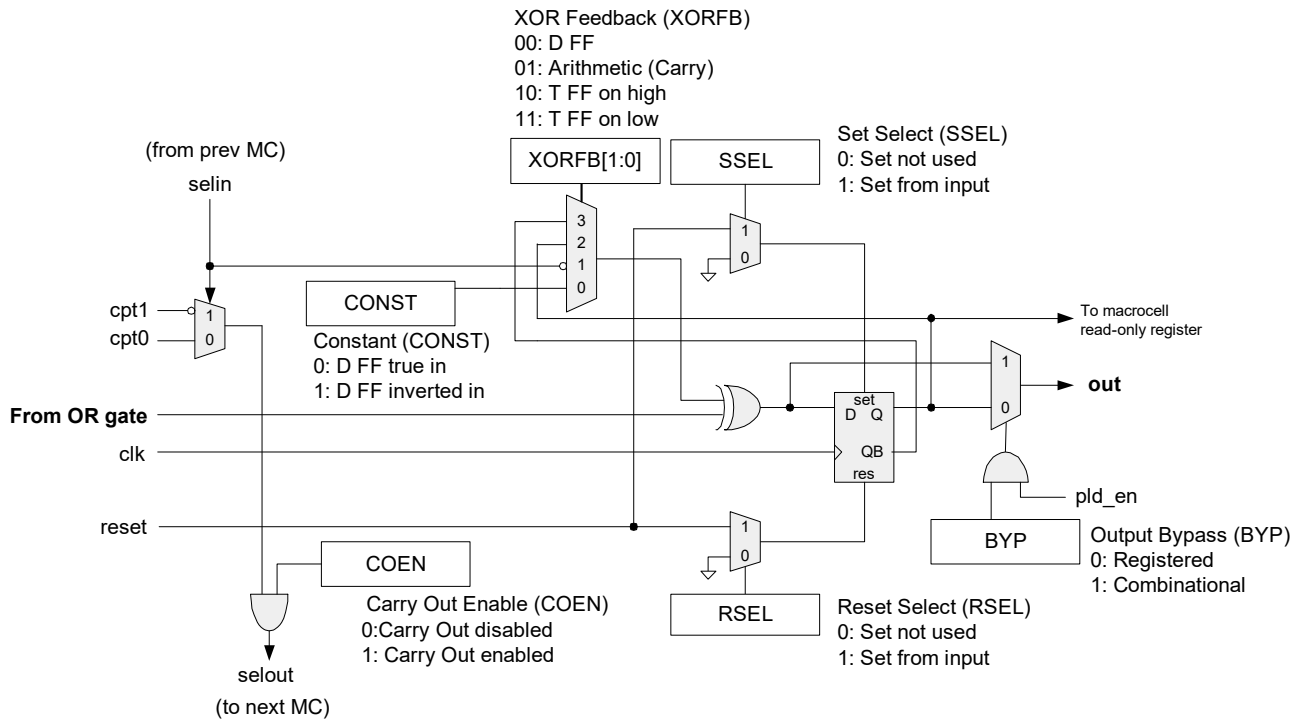 XOR Feedback (XORFB)
00: D FF
01: Arithmetic (Carry)
10: T FF on high
11: T FF on low
(from prev MC)
selin
XORFB[1:0]
SSEL
Set Select (SSEL)
0: Set not used
1: Set from input
3
2
1
0
1
0
cpt1
cpt0
1
0
CONST
Constant (CONST)
0: D FF true in
1: D FF inverted in
To macrocell
read-only register
1
0
out
From OR gate
set
D Q
QB
res
clk
reset
1
0
pld_en
BYP
Output Bypass (BYP)
0: Registered
1: Combinational
COEN
Carry Out Enable (COEN)
0:Carry Out disabled
1: Carry Out enabled
RSEL
Reset Select (RSEL)
0: Set not used
1: Set from input
selout
(to next MC)